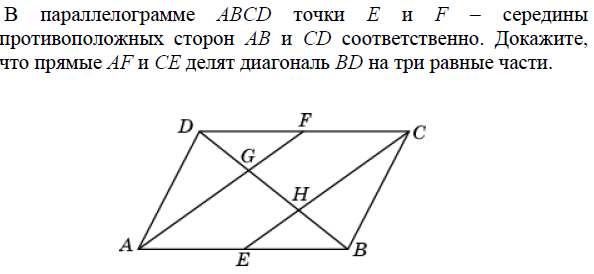 В параллелограмме ABCD точки E и F – середины
противоположных сторон AB и CD соответственно. Докажите,
что прямые AF и CE делят диагональ BD на три равные части.
D F C
G
H
A E B